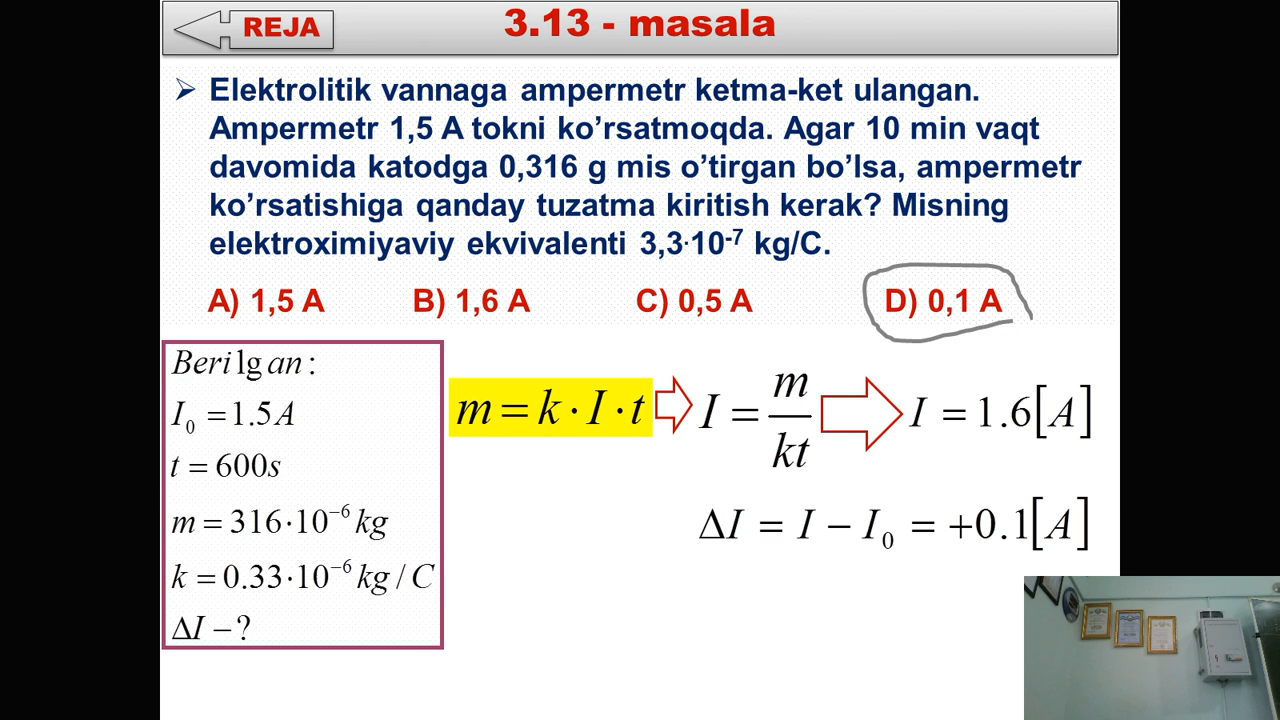 REJA
3.13 - masala
➢ Elektrolitik vannaga ampermetr ketma-ket ulangan.
Ampermetr 1,5 A tokni ko’rsatmoqda. Agar 10 min vaqt
davomida katodga 0,316 g mis o’tirgan bo’lsa, ampermetr
ko’rsatishiga qanday tuzatma kiritish kerak? Misning
elektroximiyaviy ekvivalenti 3,3·10⁻⁷ kg/C.
A) 1,5 A B) 1,6 A C) 0,5 A D) 0,1 A
Berilgan:
I₀ = 1.5A
t = 600s
m = 316·10⁻⁶ kg
k = 0.33·10⁻⁶ kg / C
ΔI – ?
m = k · I · t ⇨ I = m/kt ⇨ I = 1.6[A]
ΔI = I − I₀ = +0.1[A]